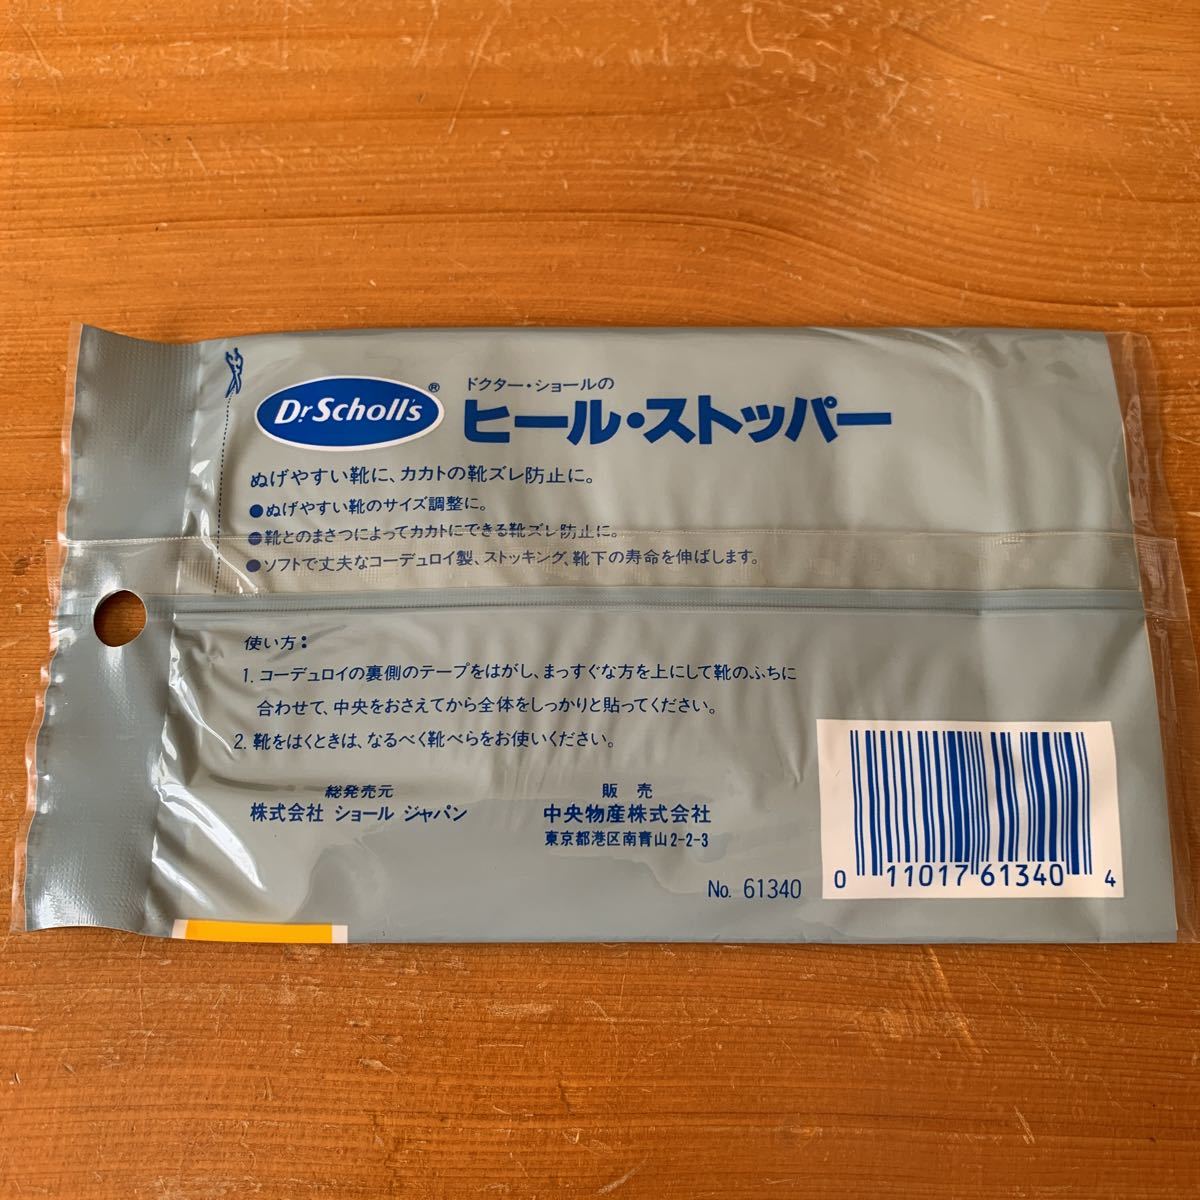 Dr.Scholl's®
ドクター・ショールの
ヒール・ストッパー
ぬげやすい靴に、カカトの靴ズレ防止に。
●ぬげやすい靴のサイズ調整に。
●靴とのまさつによってカカトにできる靴ズレ防止に。
●ソフトで丈夫なコーデュロイ製、ストッキング、靴下の寿命を伸ばします。
使い方：
1. コーデュロイの裏側のテープをはがし、まっすぐな方を上にして靴のふちに
合わせて、中央をおさえてから全体をしっかりと貼ってください。
2. 靴をはくときは、なるべく靴べらをお使いください。
総発売元
株式会社 ショール ジャパン
販売
中央物産株式会社
東京都港区南青山2-2-3
No. 61340
0 11017 61340 4